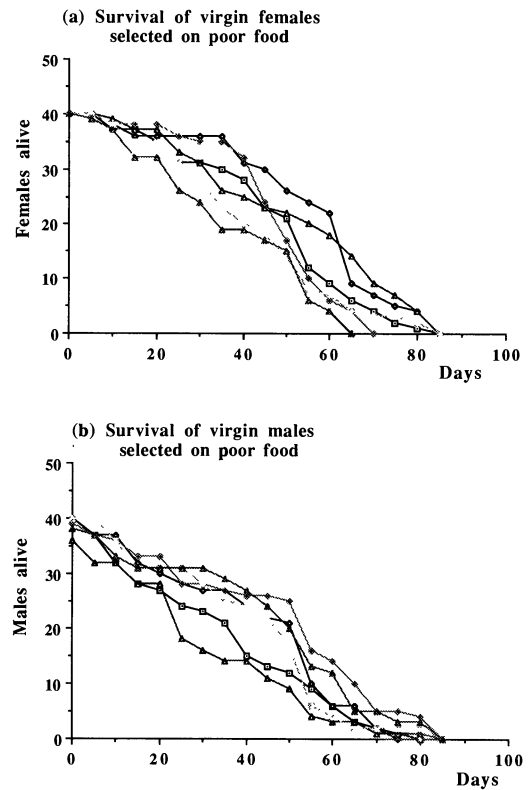 (a) Survival of virgin females
selected on poor food
50
40
30
20
10
0
Females alive
0 20 40 60 80 100
Days
(b) Survival of virgin males
selected on poor food
50
40
30
20
10
0
Males alive
0 20 40 60 80 100
Days